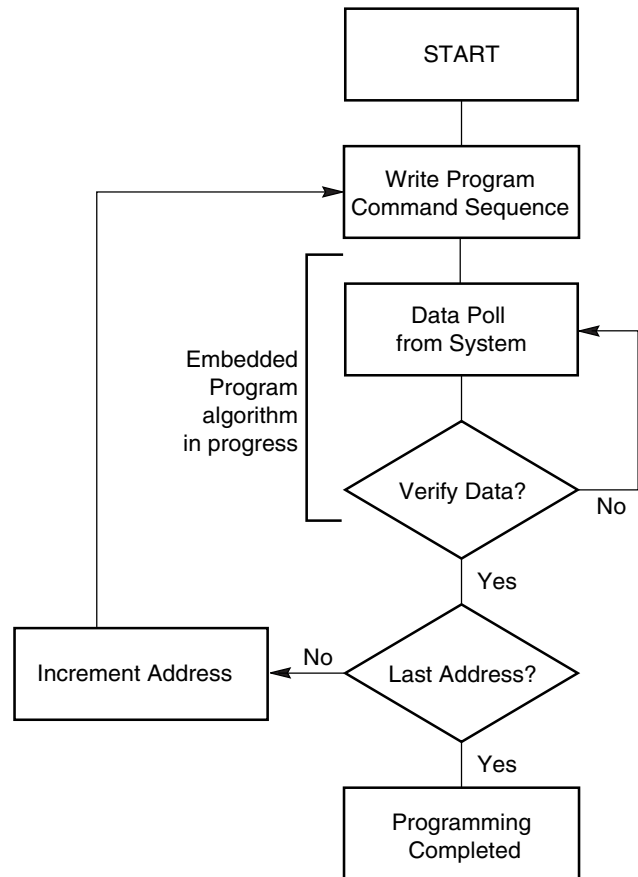 START
Write Program
Command Sequence
Data Poll
from System
Embedded
Program
algorithm
in progress
Verify Data?
No
Yes
Increment Address
No
Last Address?
Yes
Programming
Completed